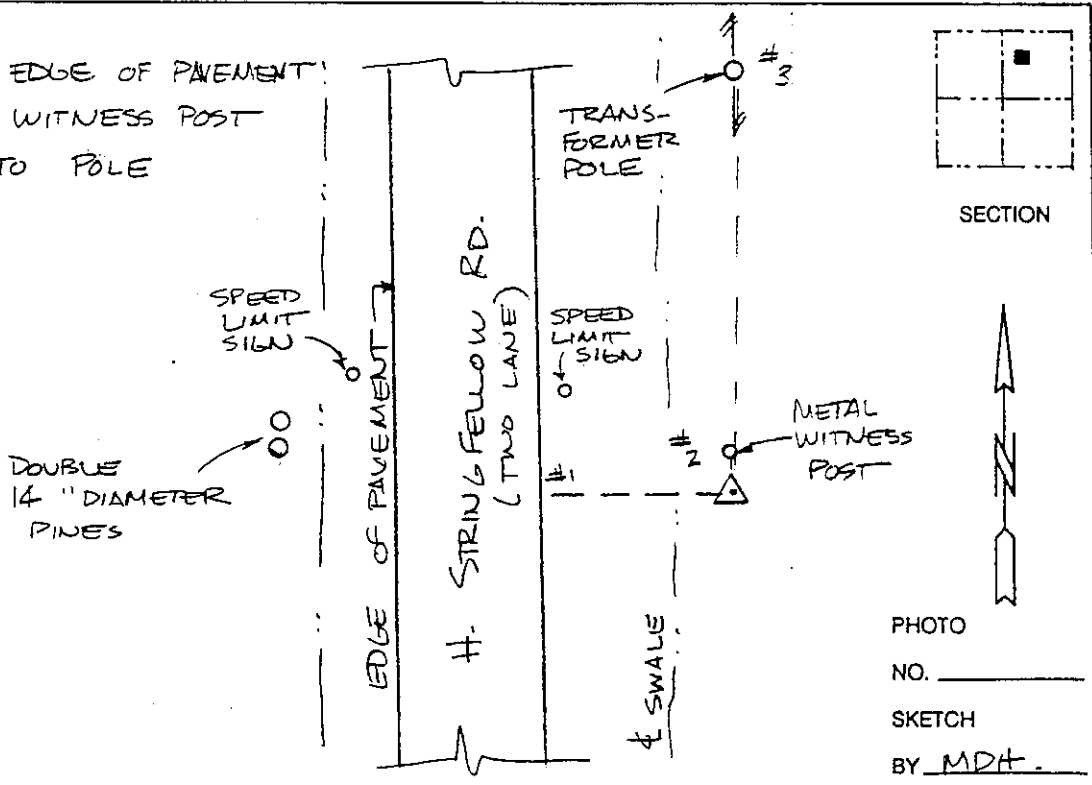 EDGE OF PAVEMENT
WITNESS POST
TO POLE
#3
TRANS-
FORMER
POLE
SECTION
SPEED
LIMIT
SIGN
EDGE of PAVEMENT
H. STRINGFELLOW RD.
(TWO LANE)
SPEED
LIMIT
SIGN
DOUBLE
14" DIAMETER
PINES
#1
#2
METAL
WITNESS
POST
N
℄ SWALE
PHOTO
NO.
SKETCH
BY MDH.